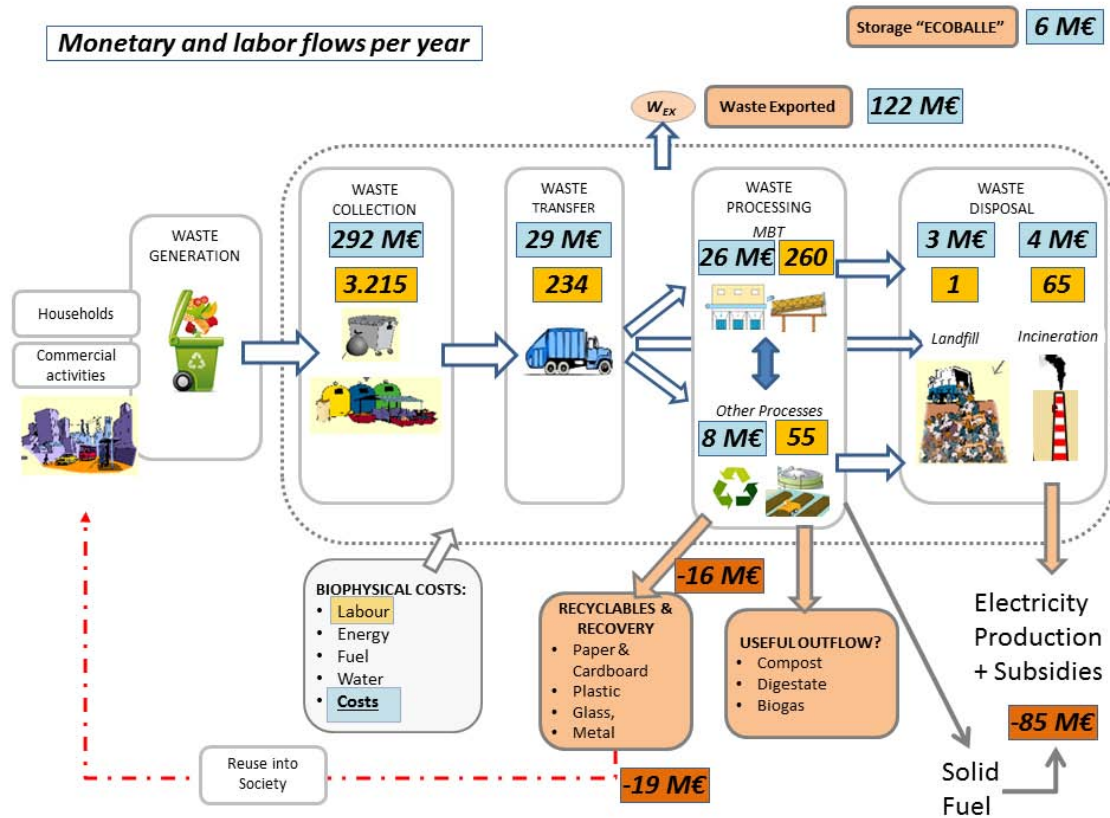 Monetary and labor flows per year
Storage “ECOBALLE”
6 M€
W_EX
Waste Exported
122 M€
WASTE
GENERATION
Households
Commercial
activities
WASTE
COLLECTION
292 M€
3.215
WASTE
TRANSFER
29 M€
234
WASTE
PROCESSING
MBT
26 M€
260
Other Processes
8 M€
55
WASTE
DISPOSAL
3 M€
4 M€
1
65
Landfill
Incineration
BIOPHYSICAL COSTS:
• Labour
• Energy
• Fuel
• Water
• Costs
-16 M€
RECYCLABLES &
RECOVERY
• Paper &
Cardboard
• Plastic
• Glass,
• Metal
USEFUL OUTFLOW?
• Compost
• Digestate
• Biogas
Electricity
Production
+ Subsidies
-85 M€
Reuse into
Society
-19 M€
Solid
Fuel